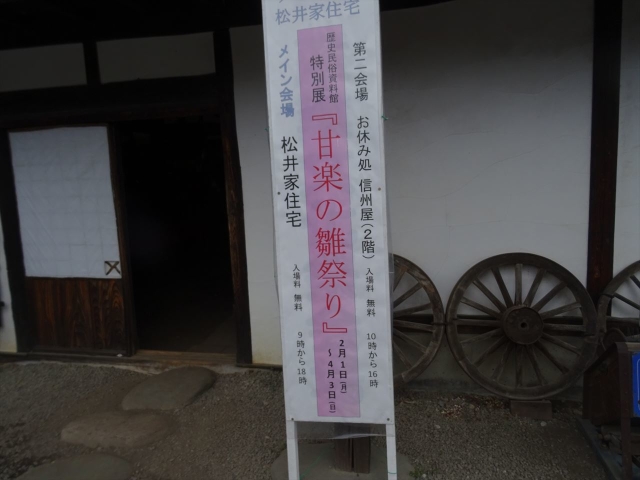 松井家住宅
第二会場 お休み処 信州屋(2階) 入場料 無料 10時から16時
歴史民俗資料館
特別展
『甘楽の雛祭り』
2月1日(月)
~4月3日(日)
メイン会場 松井家住宅 入場料 無料 9時から18時